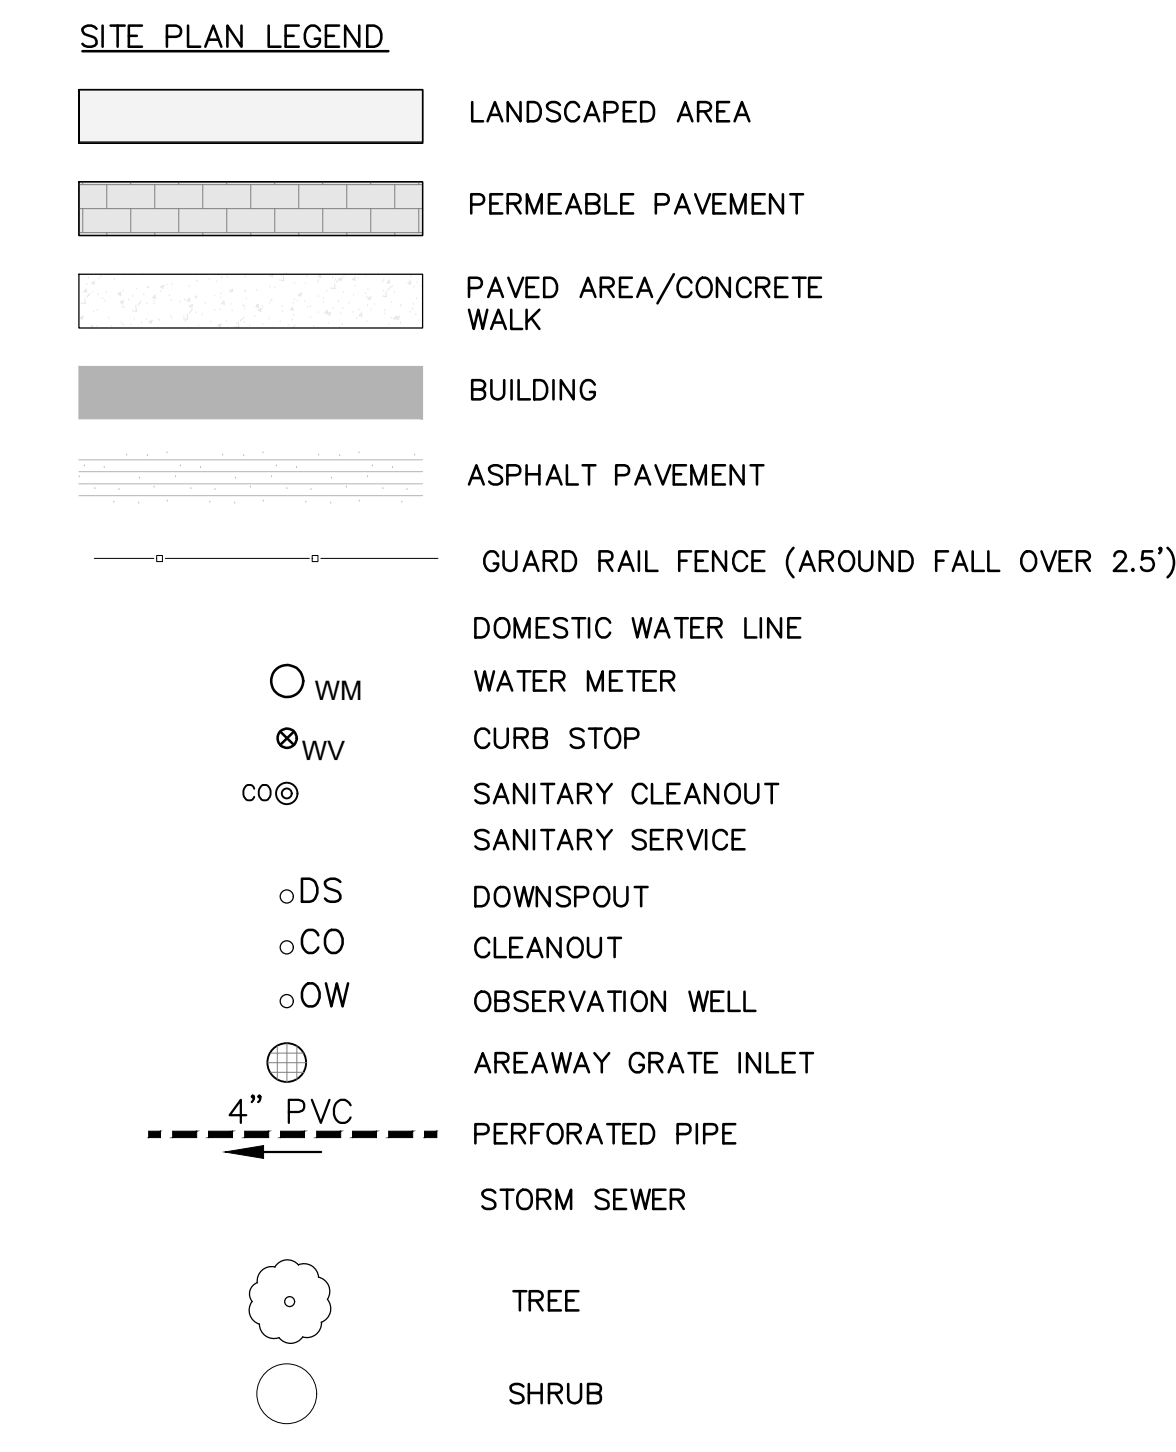 SITE PLAN LEGEND
LANDSCAPED AREA
PERMEABLE PAVEMENT
PAVED AREA/CONCRETE
WALK
BUILDING
ASPHALT PAVEMENT
GUARD RAIL FENCE (AROUND FALL OVER 2.5')
DOMESTIC WATER LINE
WM WATER METER
WV CURB STOP
CO SANITARY CLEANOUT
SANITARY SERVICE
DS DOWNSPOUT
CO CLEANOUT
OW OBSERVATION WELL
AREAWAY GRATE INLET
4" PVC
PERFORATED PIPE
STORM SEWER
TREE
SHRUB